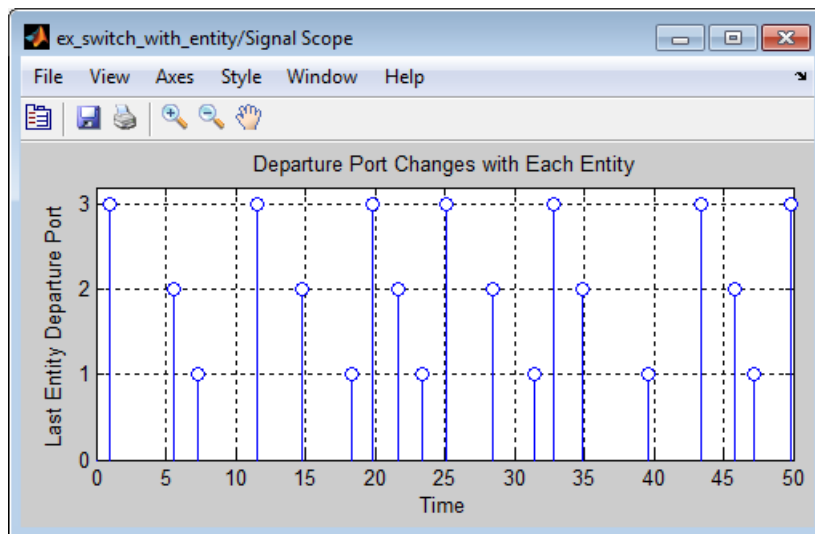 ex_switch_with_entity/Signal Scope
File View Axes Style Window Help
Departure Port Changes with Each Entity
Last Entity Departure Port
3
2
1
0
0 5 10 15 20 25 30 35 40 45 50
Time